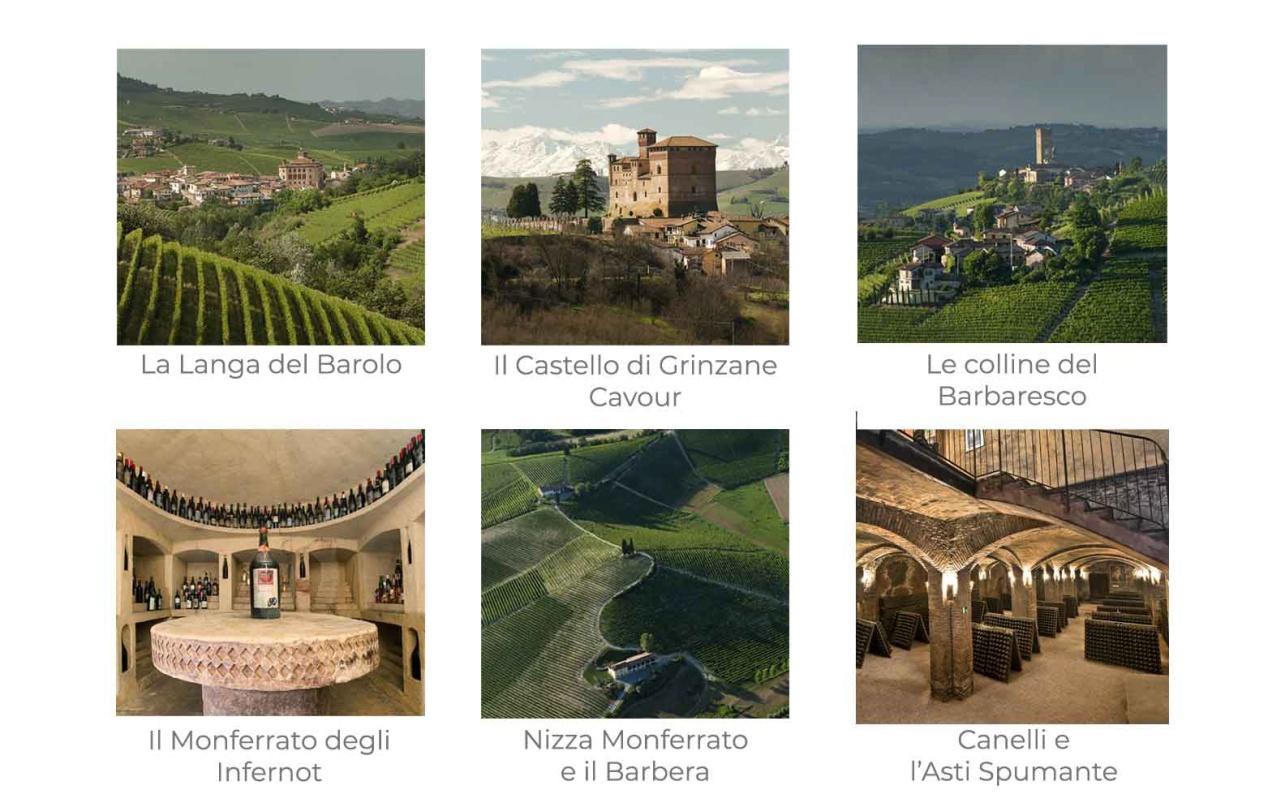 La Langa del Barolo
Il Castello di Grinzane
Cavour
Le colline del
Barbaresco
Il Monferrato degli
Infernot
Nizza Monferrato
e il Barbera
Canelli e
l’Asti Spumante